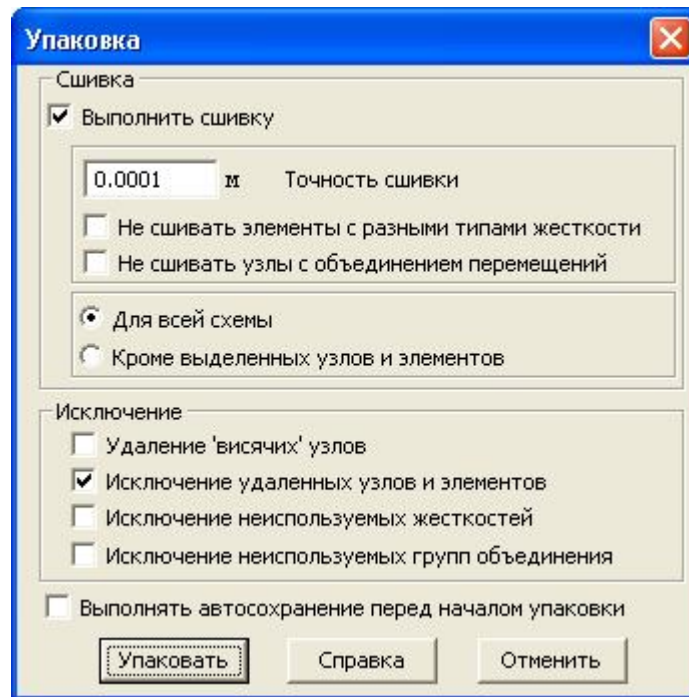 Упаковка
Сшивка
Выполнить сшивку
0.0001 м Точность сшивки
Не сшивать элементы с разными типами жесткости
Не сшивать узлы с объединением перемещений
Для всей схемы
Кроме выделенных узлов и элементов
Исключение
Удаление 'висячих' узлов
Исключение удаленных узлов и элементов
Исключение неиспользуемых жесткостей
Исключение неиспользуемых групп объединения
Выполнять автосохранение перед началом упаковки
Упаковать Справка Отменить